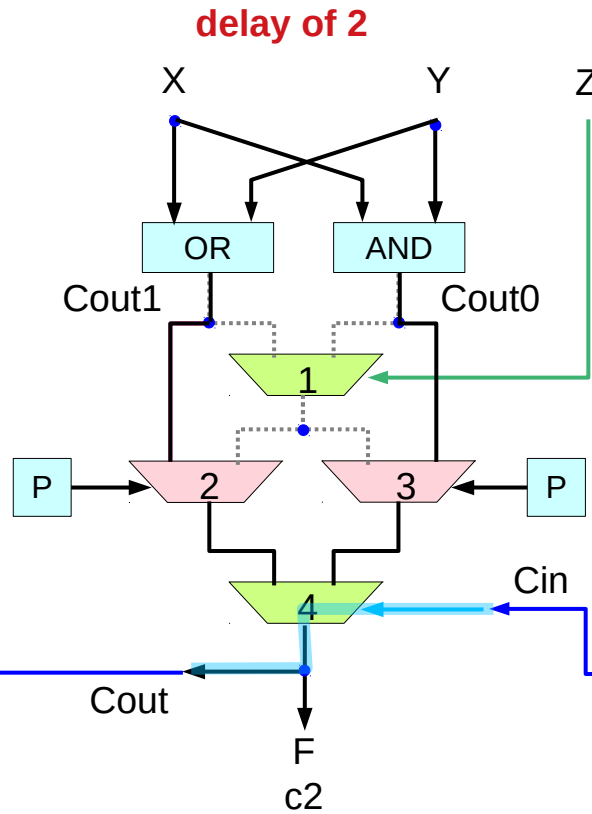 delay of 2
X Y Z
OR AND
Cout1 Cout0
1
P 2 3 P
Cin
4
Cout
F
c2